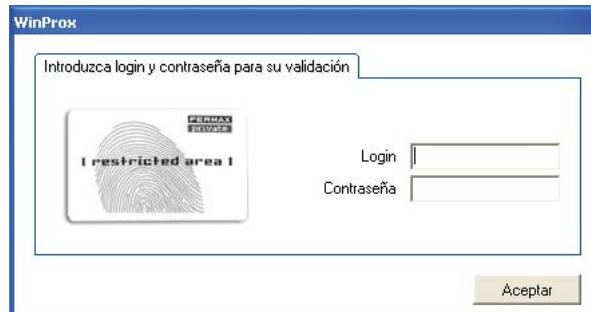 WinProx
Introduzca login y contraseña para su validación
FERMAX
private
[ restricted area ]
Login
Contraseña
Aceptar